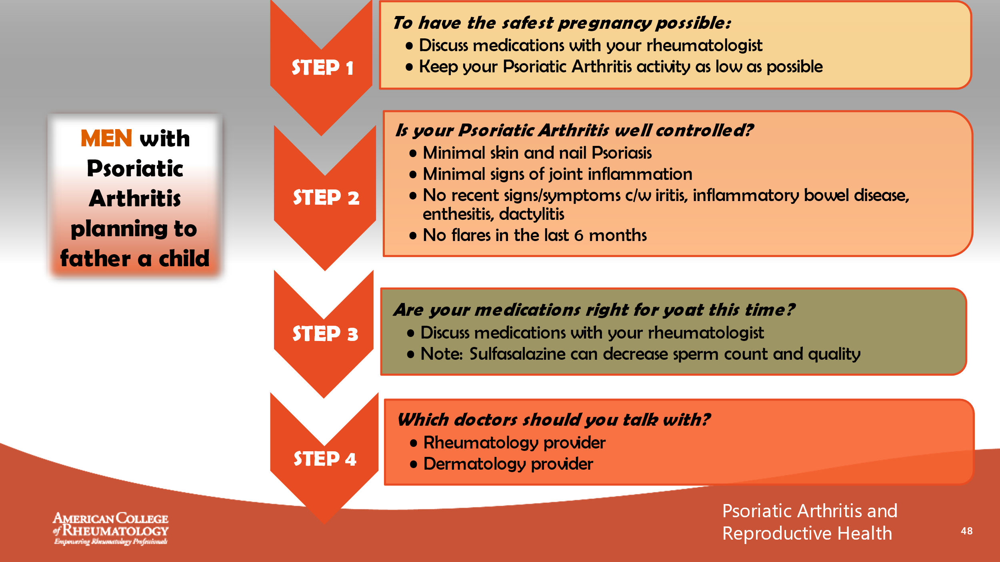 MEN with
Psoriatic
Arthritis
planning to
father a child
STEP 1
To have the safest pregnancy possible:
• Discuss medications with your rheumatologist
• Keep your Psoriatic Arthritis activity as low as possible
STEP 2
Is your Psoriatic Arthritis well controlled?
• Minimal skin and nail Psoriasis
• Minimal signs of joint inflammation
• No recent signs/symptoms c/w iritis, inflammatory bowel disease,
enthesitis, dactylitis
• No flares in the last 6 months
STEP 3
Are your medications right for yoat this time?
• Discuss medications with your rheumatologist
• Note: Sulfasalazine can decrease sperm count and quality
STEP 4
Which doctors should you talk with?
• Rheumatology provider
• Dermatology provider
AMERICAN COLLEGE
of RHEUMATOLOGY
Empowering Rheumatology Professionals
Psoriatic Arthritis and
Reproductive Health
48